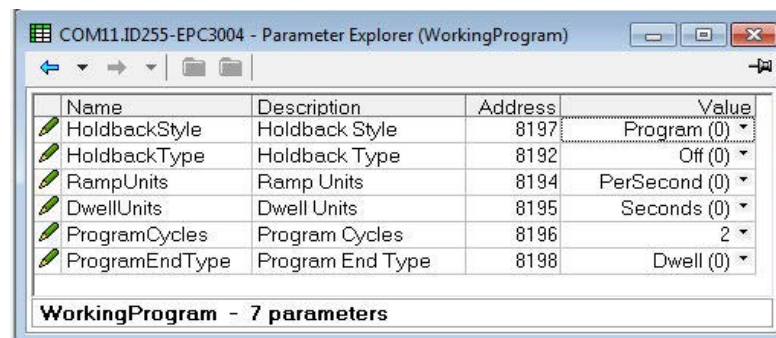 COM11.ID255-EPC3004 - Parameter Explorer (WorkingProgram)
Name Description Address Value
HoldbackStyle Holdback Style 8197 Program (0)
HoldbackType Holdback Type 8192 Off (0)
RampUnits Ramp Units 8194 PerSecond (0)
DwellUnits Dwell Units 8195 Seconds (0)
ProgramCycles Program Cycles 8196 2
ProgramEndType Program End Type 8198 Dwell (0)
WorkingProgram - 7 parameters